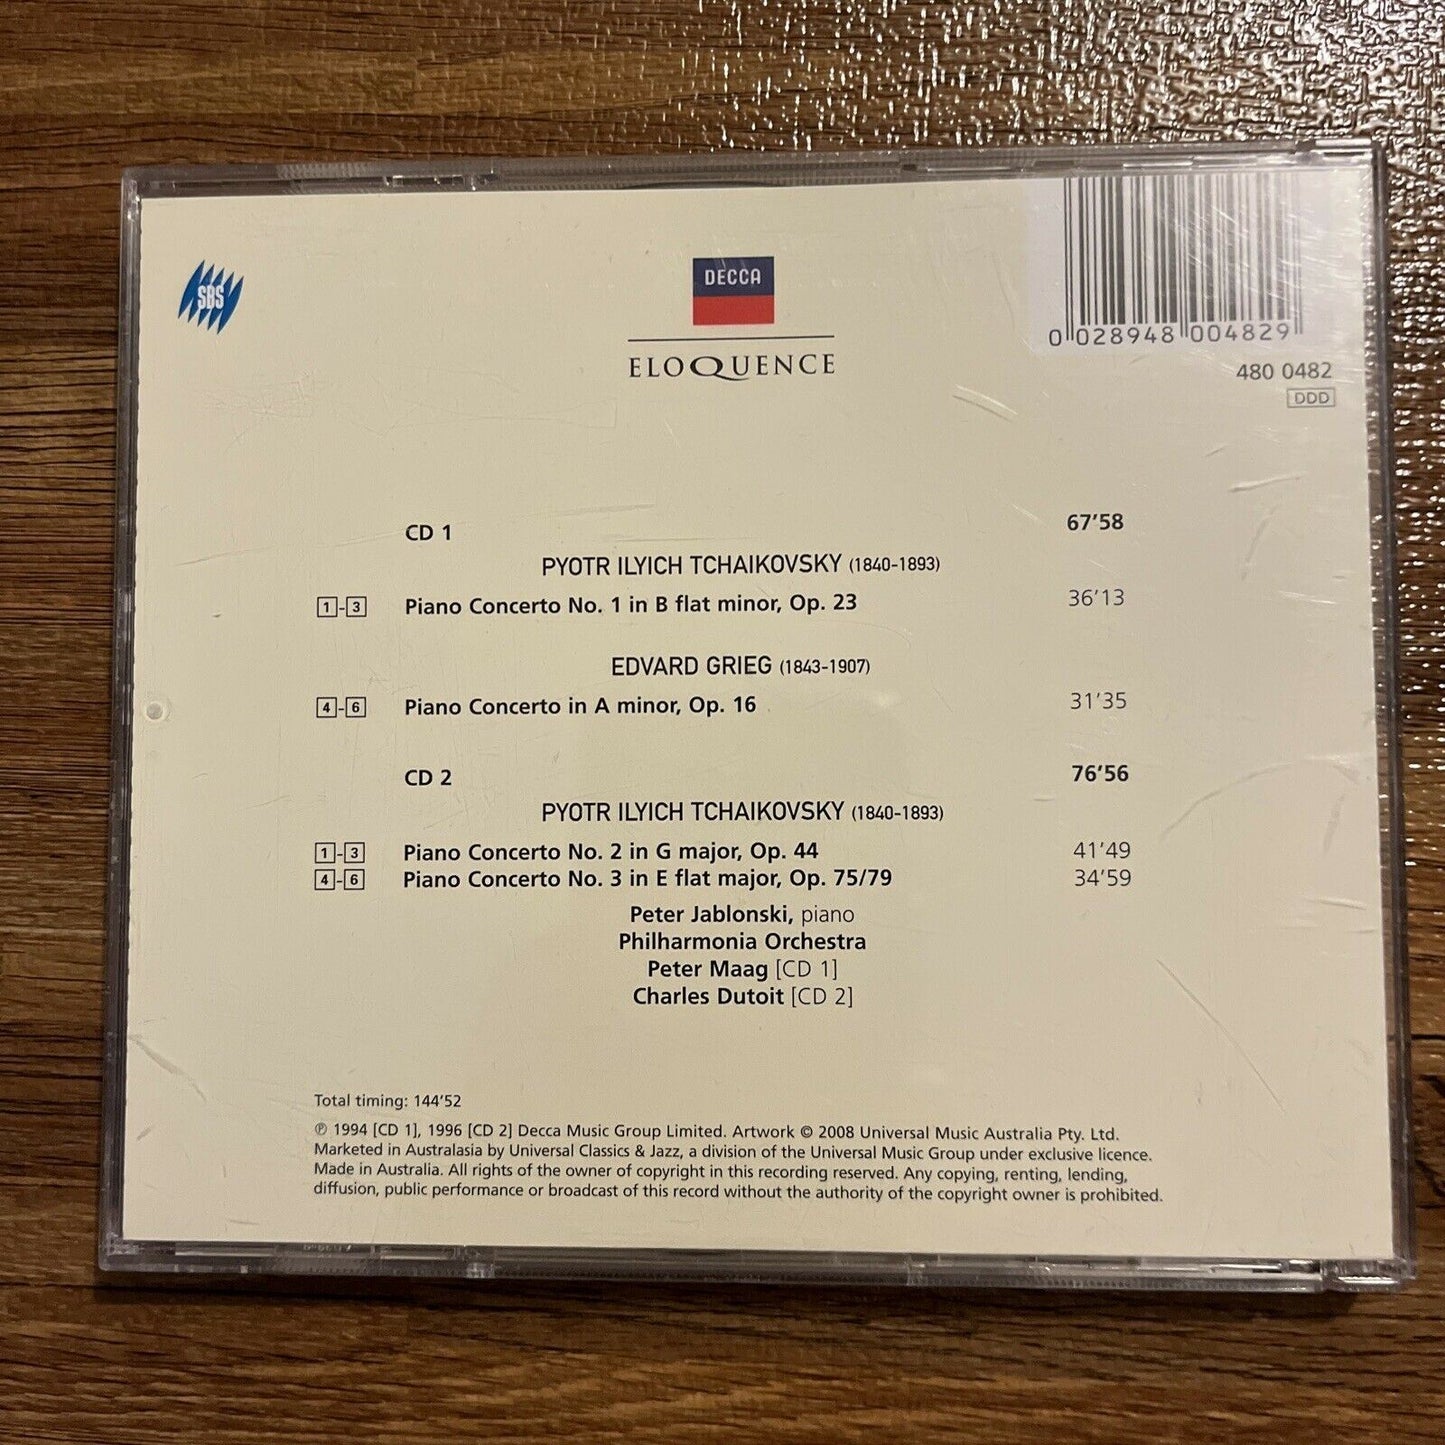 SBS
DECCA
ELOQUENCE
0 028948 004829
480 0482
DDD
CD 1 67'58
PYOTR ILYICH TCHAIKOVSKY (1840-1893)
1-3 Piano Concerto No. 1 in B flat minor, Op. 23 36'13
EDVARD GRIEG (1843-1907)
4-6 Piano Concerto in A minor, Op. 16 31'35
CD 2 76'56
PYOTR ILYICH TCHAIKOVSKY (1840-1893)
1-3 Piano Concerto No. 2 in G major, Op. 44 41'49
4-6 Piano Concerto No. 3 in E flat major, Op. 75/79 34'59
Peter Jablonski, piano
Philharmonia Orchestra
Peter Maag [CD 1]
Charles Dutoit [CD 2]
Total timing: 144'52
℗ 1994 [CD 1], 1996 [CD 2] Decca Music Group Limited. Artwork © 2008 Universal Music Australia Pty. Ltd.
Marketed in Australasia by Universal Classics & Jazz, a division of the Universal Music Group under exclusive licence.
Made in Australia. All rights of the owner of copyright in this recording reserved. Any copying, renting, lending,
diffusion, public performance or broadcast of this record without the authority of the copyright owner is prohibited.